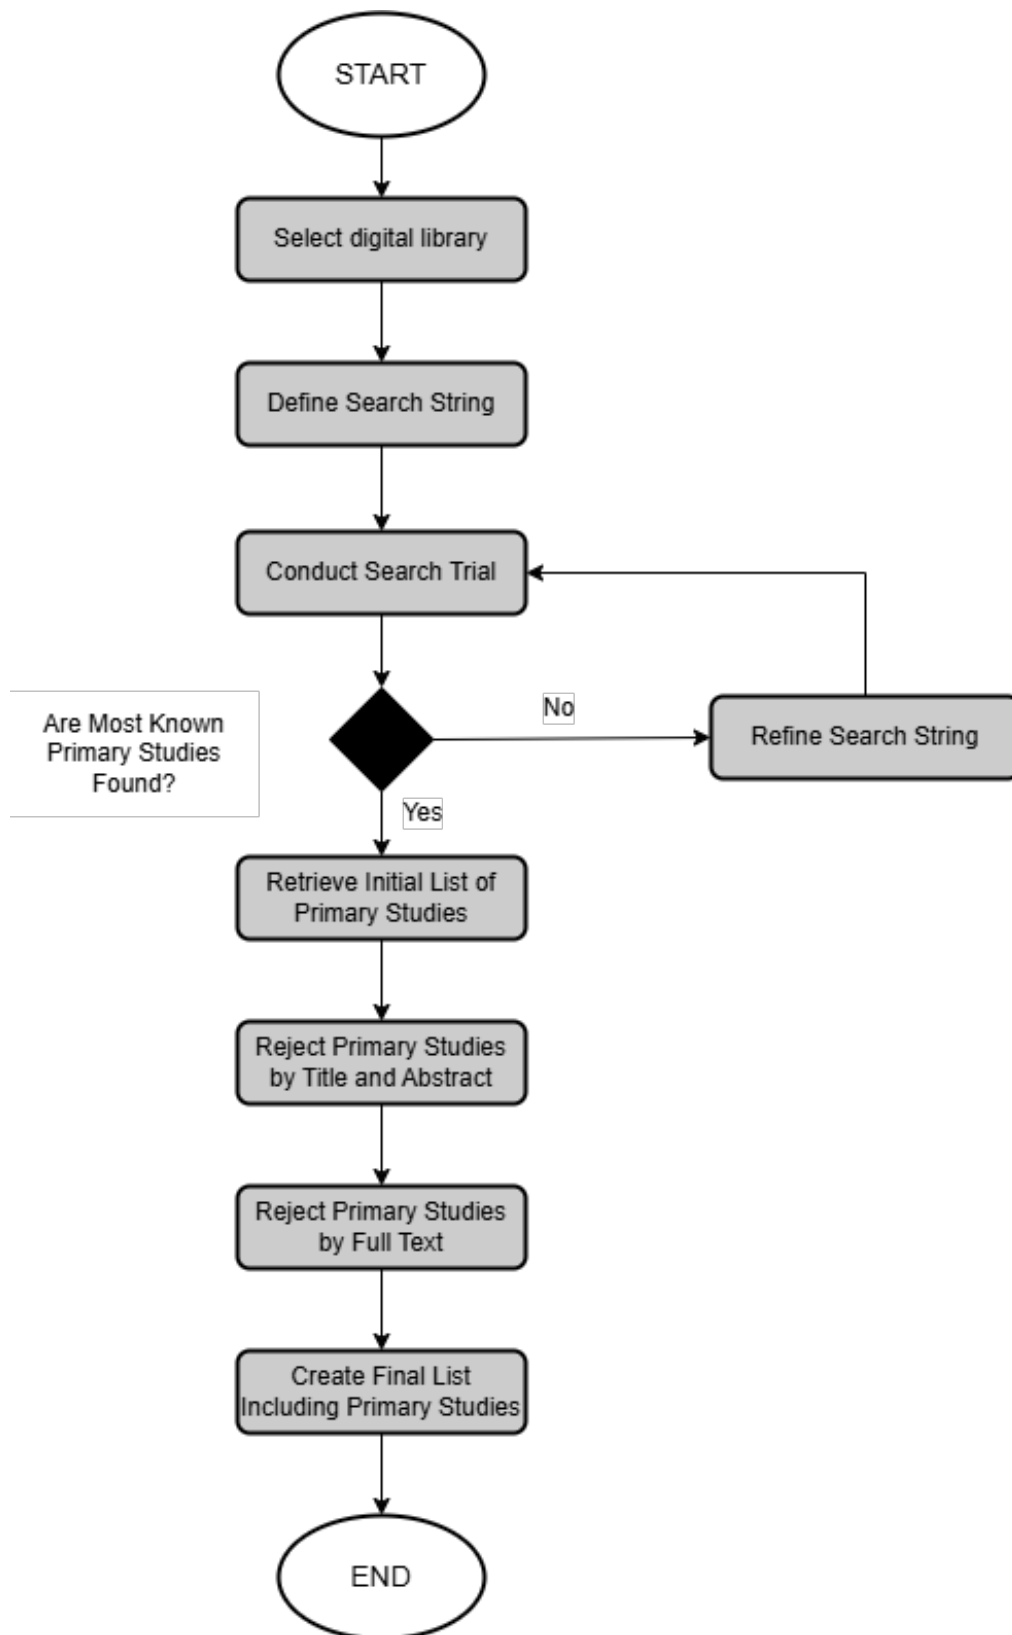 START
Select digital library
Define Search String
Conduct Search Trial
Are Most Known
Primary Studies
Found?
No
Refine Search String
Yes
Retrieve Initial List of
Primary Studies
Reject Primary Studies
by Title and Abstract
Reject Primary Studies
by Full Text
Create Final List
Including Primary Studies
END